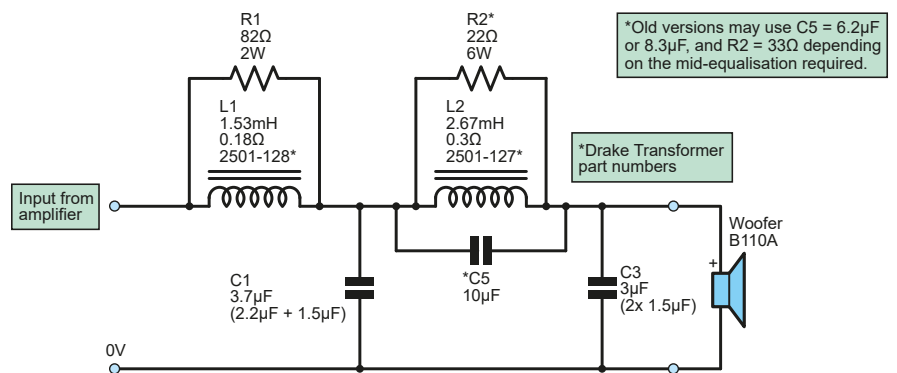 R1
82Ω
2W
R2*
22Ω
6W
*Old versions may use C5 = 6.2µF
or 8.3µF, and R2 = 33Ω depending
on the mid-equalisation required.
L1
1.53mH
0.18Ω
2501-128*
L2
2.67mH
0.3Ω
2501-127*
*Drake Transformer
part numbers
Input from
amplifier
Woofer
B110A
+
C1
3.7µF
(2.2µF + 1.5µF)
*C5
10µF
C3
3µF
(2x 1.5µF)
0V